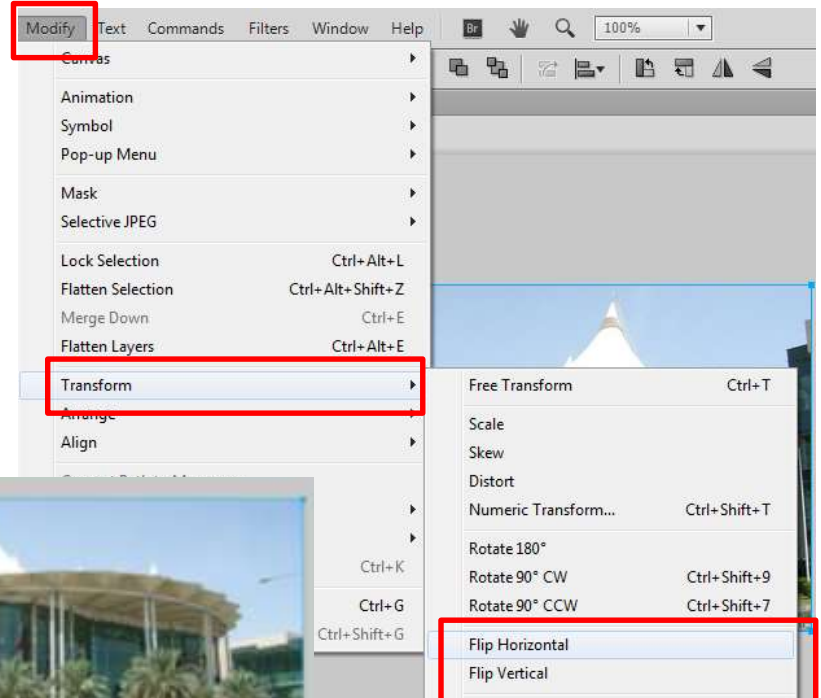 Modify Text Commands Filters Window Help Br 100%
Canvas
Animation
Symbol
Pop-up Menu
Mask
Selective JPEG
Lock Selection Ctrl+Alt+L
Flatten Selection Ctrl+Alt+Shift+Z
Merge Down Ctrl+E
Flatten Layers Ctrl+Alt+E
Transform
Arrange
Align
Ctrl+K
Ctrl+G
Ctrl+Shift+G
Free Transform Ctrl+T
Scale
Skew
Distort
Numeric Transform... Ctrl+Shift+T
Rotate 180°
Rotate 90° CW Ctrl+Shift+9
Rotate 90° CCW Ctrl+Shift+7
Flip Horizontal
Flip Vertical